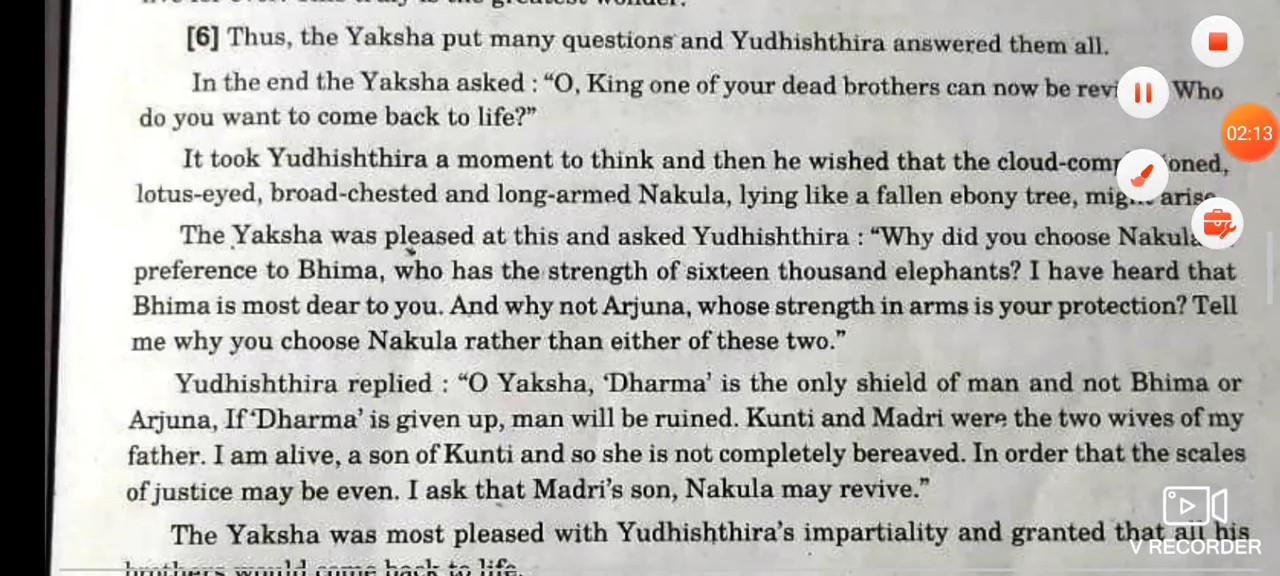 [6] Thus, the Yaksha put many questions and Yudhishthira answered them all.
In the end the Yaksha asked : “O, King one of your dead brothers can now be Who
do you want to come back to life?”
It took Yudhishthira a moment to think and then he wished that the
lotus-eyed, broad-chested and long-armed Nakula, lying like a fallen ebony tree,
The Yaksha was pleased at this and asked Yudhishthira : “Why did you choose Nakula
preference to Bhima, who has the strength of sixteen thousand elephants? I have heard that
Bhima is most dear to you. And why not Arjuna, whose strength in arms is your protection? Tell
me why you choose Nakula rather than either of these two.”
Yudhishthira replied : “O Yaksha, ‘Dharma’ is the only shield of man and not Bhima or
Arjuna, If ‘Dharma’ is given up, man will be ruined. Kunti and Madri were the two wives of my
father. I am alive, a son of Kunti and so she is not completely bereaved. In order that the scales
of justice may be even. I ask that Madri’s son, Nakula may revive.”
The Yaksha was most pleased with Yudhishthira’s impartiality and granted that all his
brothers would come back to life.
02:13
V RECORDER